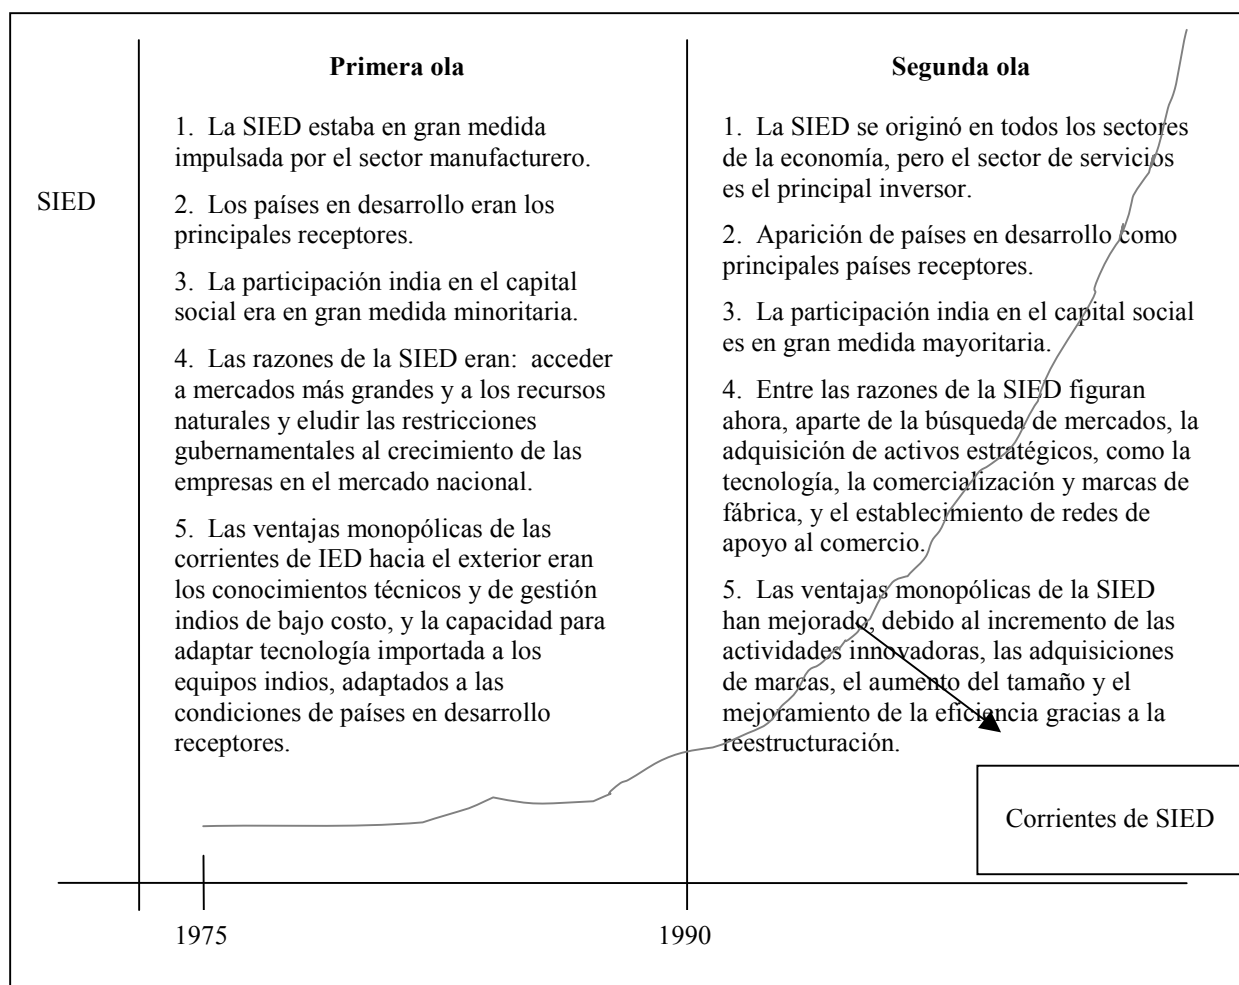 SIED
Primera ola
1. La SIED estaba en gran medida
impulsada por el sector manufacturero.
2. Los países en desarrollo eran los
principales receptores.
3. La participación india en el capital
social era en gran medida minoritaria.
4. Las razones de la SIED eran: acceder
a mercados más grandes y a los recursos
naturales y eludir las restricciones
gubernamentales al crecimiento de las
empresas en el mercado nacional.
5. Las ventajas monopólicas de las
corrientes de IED hacia el exterior eran
los conocimientos técnicos y de gestión
indios de bajo costo, y la capacidad para
adaptar tecnología importada a los
equipos indios, adaptados a las
condiciones de países en desarrollo
receptores.
Segunda ola
1. La SIED se originó en todos los sectores
de la economía, pero el sector de servicios
es el principal inversor.
2. Aparición de países en desarrollo como
principales países receptores.
3. La participación india en el capital social
es en gran medida mayoritaria.
4. Entre las razones de la SIED figuran
ahora, aparte de la búsqueda de mercados, la
adquisición de activos estratégicos, como la
tecnología, la comercialización y marcas de
fábrica, y el establecimiento de redes de
apoyo al comercio.
5. Las ventajas monopólicas de la SIED
han mejorado, debido al incremento de las
actividades innovadoras, las adquisiciones
de marcas, el aumento del tamaño y el
mejoramiento de la eficiencia gracias a la
reestructuración.
Corrientes de SIED
1975
1990